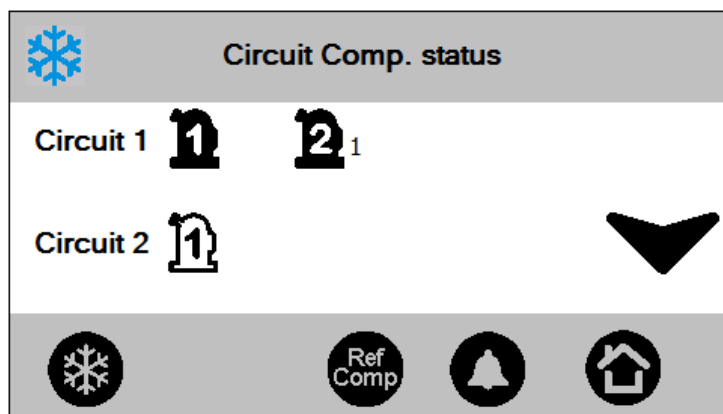 Circuit Comp. status
Circuit 1 1 2 1
Circuit 2 1
Ref
Comp